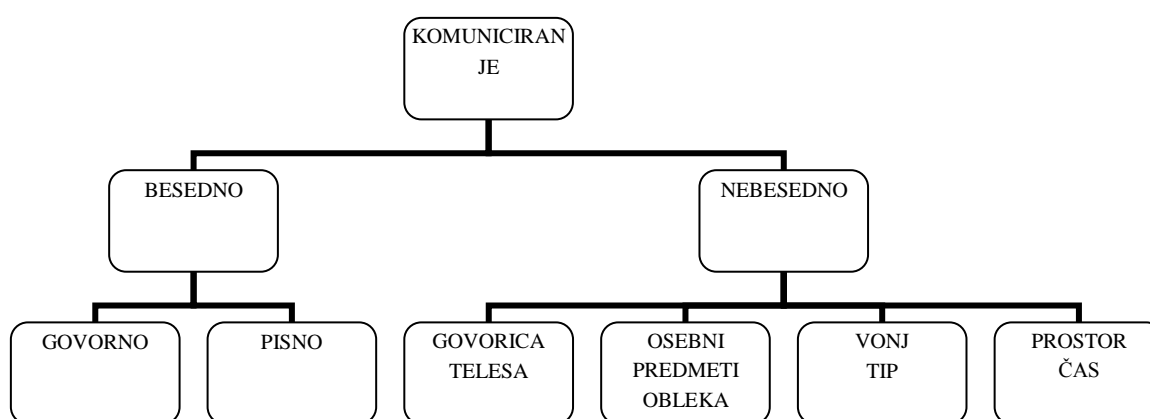 KOMUNICIRAN
JE
BESEDNO
NEBESEDNO
GOVORNO
PISNO
GOVORICA
TELESA
OSEBNI
PREDMETI
OBLEKA
VONJ
TIP
PROSTOR
ČAS